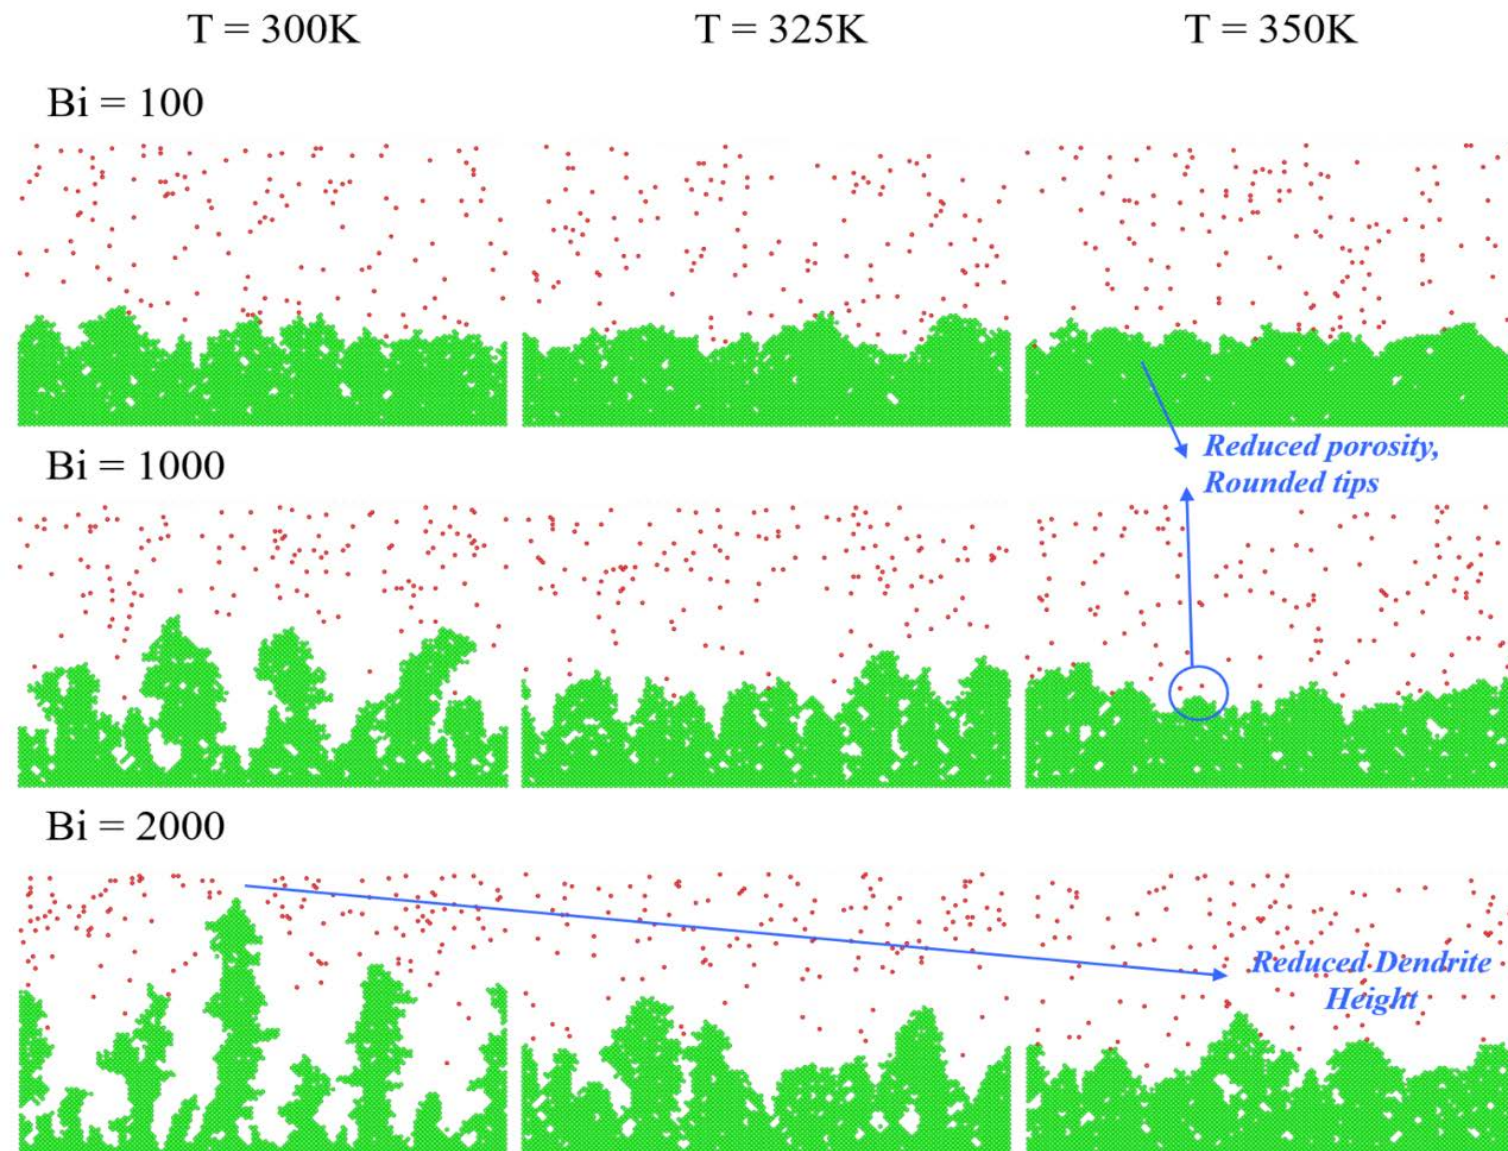 T = 300K
T = 325K
T = 350K
Bi = 100
Bi = 1000
Reduced porosity,
Rounded tips
Bi = 2000
Reduced Dendrite
Height